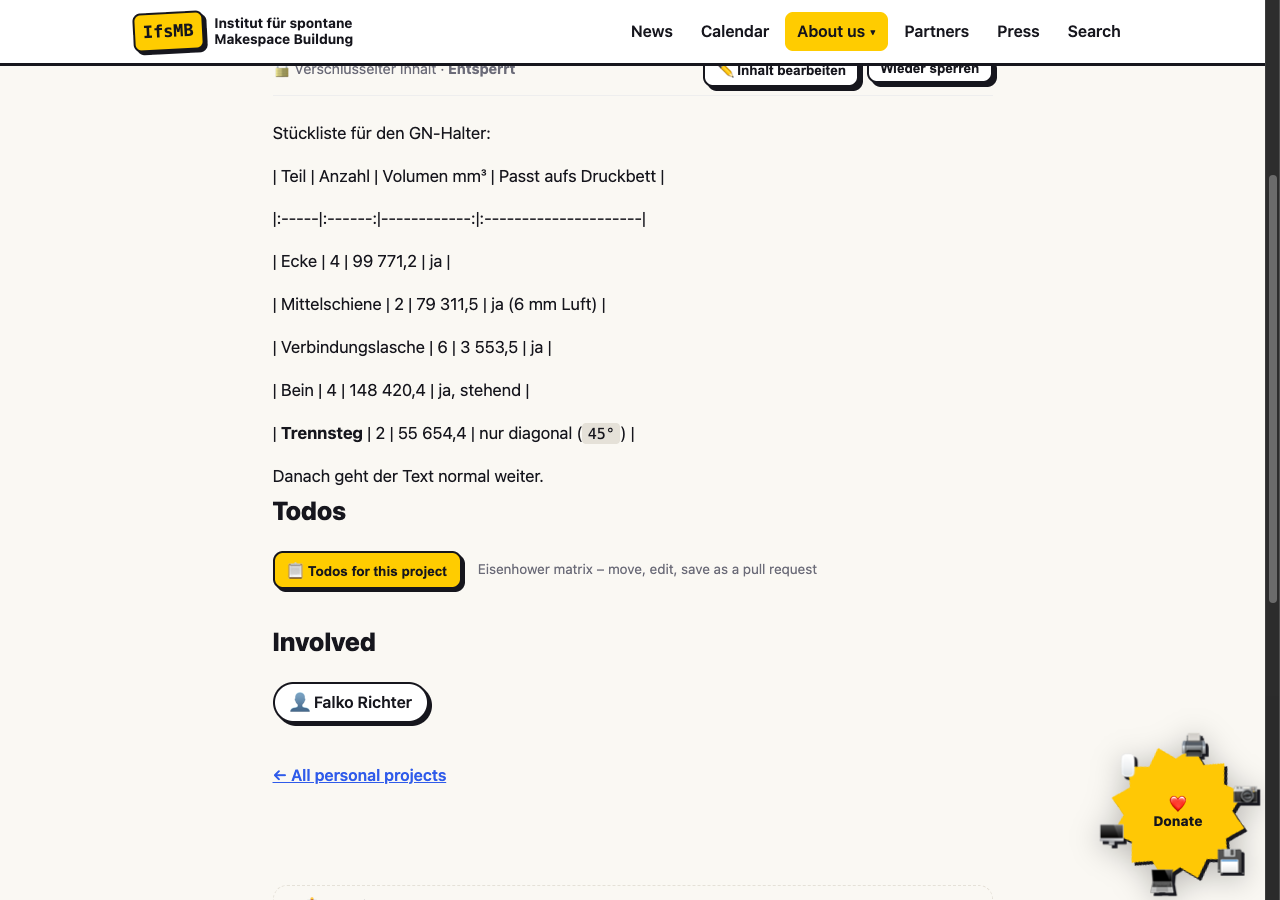 IfsMB
Institut für spontane
Makespace Buildung
News
Calendar
About us ▾
Partners
Press
Search
Verschlüsselter Inhalt · Entsperrt
Inhalt bearbeiten
Wieder sperren
Stückliste für den GN-Halter:
| Teil | Anzahl | Volumen mm³ | Passt aufs Druckbett |
|:-----|:------:|------------:|:---------------------|
| Ecke | 4 | 99 771,2 | ja |
| Mittelschiene | 2 | 79 311,5 | ja (6 mm Luft) |
| Verbindungslasche | 6 | 3 553,5 | ja |
| Bein | 4 | 148 420,4 | ja, stehend |
| Trennsteg | 2 | 55 654,4 | nur diagonal (45°) |
Danach geht der Text normal weiter.
Todos
Todos for this project
Eisenhower matrix – move, edit, save as a pull request
Involved
Falko Richter
← All personal projects
Donate